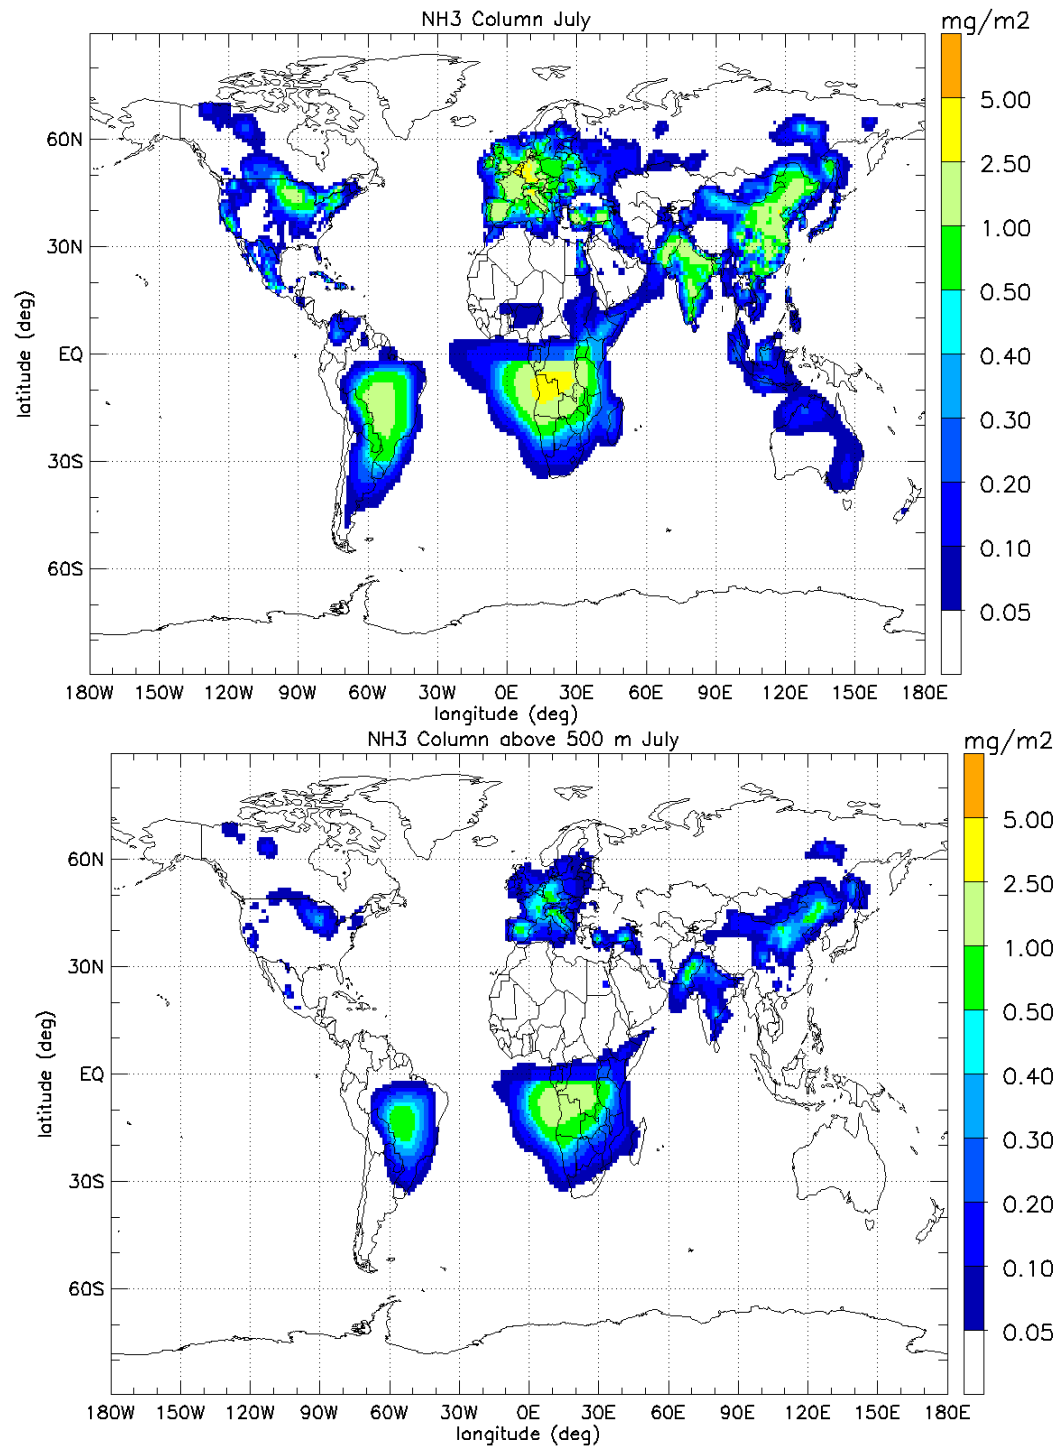 NH3 Column July
mg/m2
5.00
2.50
1.00
0.50
0.40
0.30
0.20
0.10
0.05
60N
30N
EQ
30S
60S
latitude (deg)
180W 150W 120W 90W 60W 30W 0E 30E 60E 90E 120E 150E 180E
longitude (deg)
NH3 Column above 500 m July
mg/m2
5.00
2.50
1.00
0.50
0.40
0.30
0.20
0.10
0.05
60N
30N
EQ
30S
60S
latitude (deg)
180W 150W 120W 90W 60W 30W 0E 30E 60E 90E 120E 150E 180E
longitude (deg)